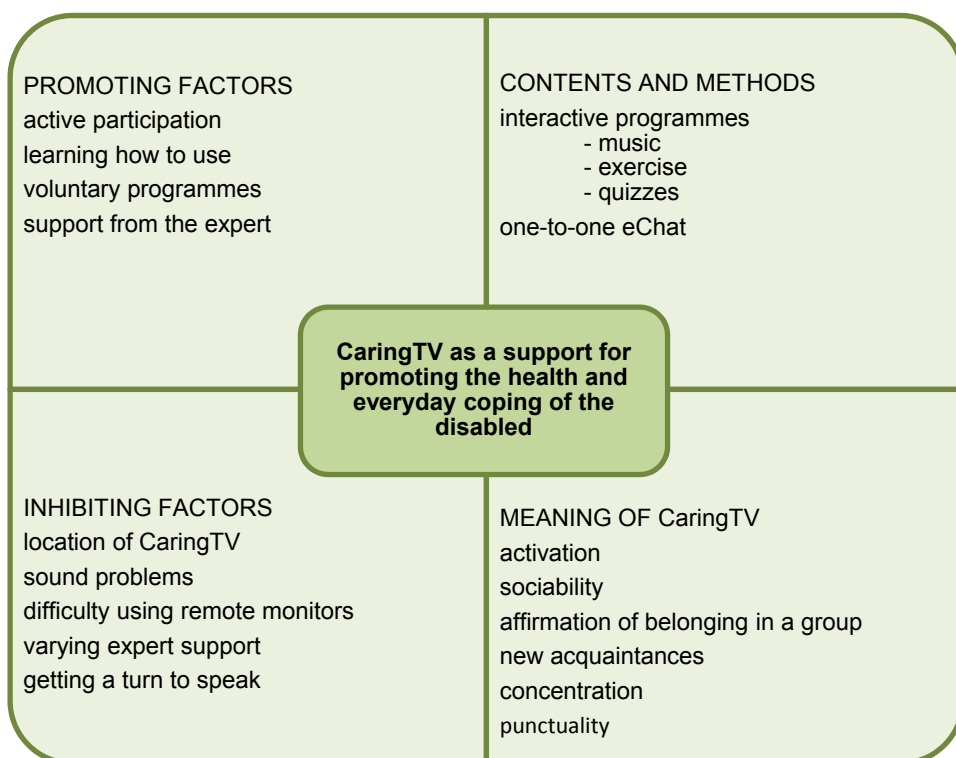 PROMOTING FACTORS
active participation
learning how to use
voluntary programmes
support from the expert
CONTENTS AND METHODS
interactive programmes
- music
- exercise
- quizzes
one-to-one eChat
CaringTV as a support for
promoting the health and
everyday coping of the
disabled
INHIBITING FACTORS
location of CaringTV
sound problems
difficulty using remote monitors
varying expert support
getting a turn to speak
MEANING OF CaringTV
activation
sociability
affirmation of belonging in a group
new acquaintances
concentration
punctuality